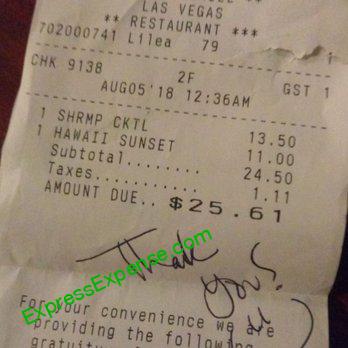 LAS VEGAS
** RESTAURANT ***
702000741 Lilea 79
1
CHK 9138 2F GST 1
AUG05'18 12:36AM
1 SHRMP CKTL 13.50
1 HAWAII SUNSET 11.00
Subtotal........ 24.50
Taxes........... 1.11
AMOUNT DUE.. $25.61
Thank
You!
ExpressExpense.com
For your convenience we are
providing the following